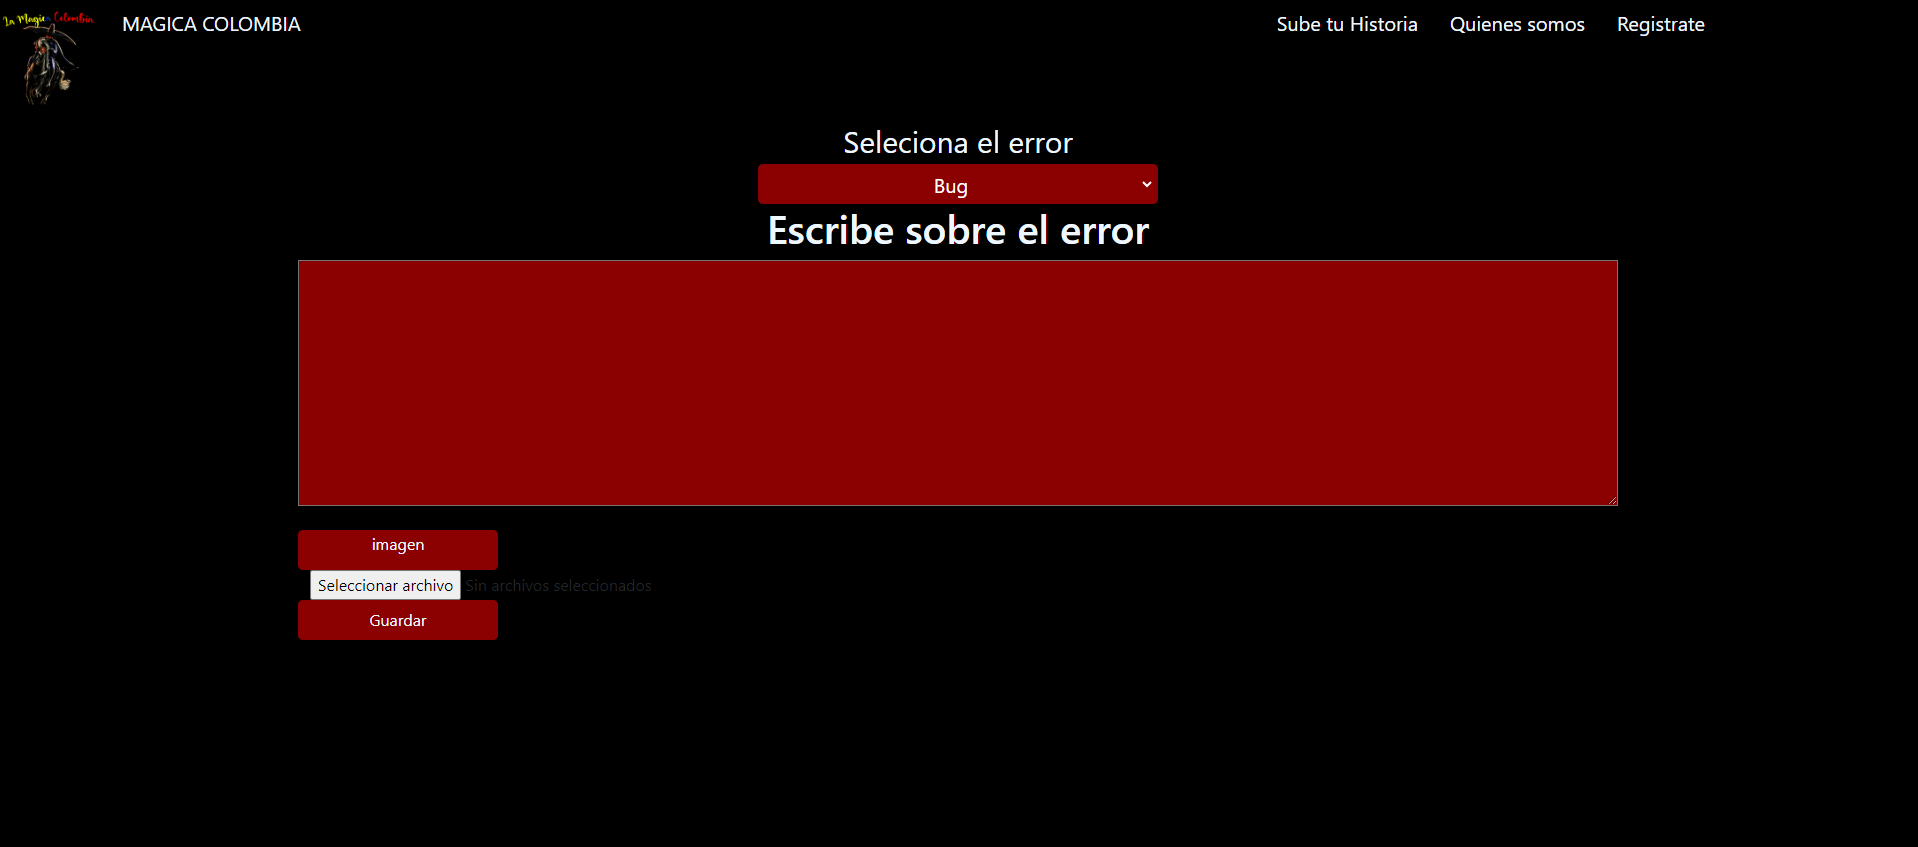 La Magica Colombia
MAGICA COLOMBIA
Sube tu Historia
Quienes somos
Registrate
Seleciona el error
Bug
Escribe sobre el error
imagen
Seleccionar archivo Sin archivos seleccionados
Guardar